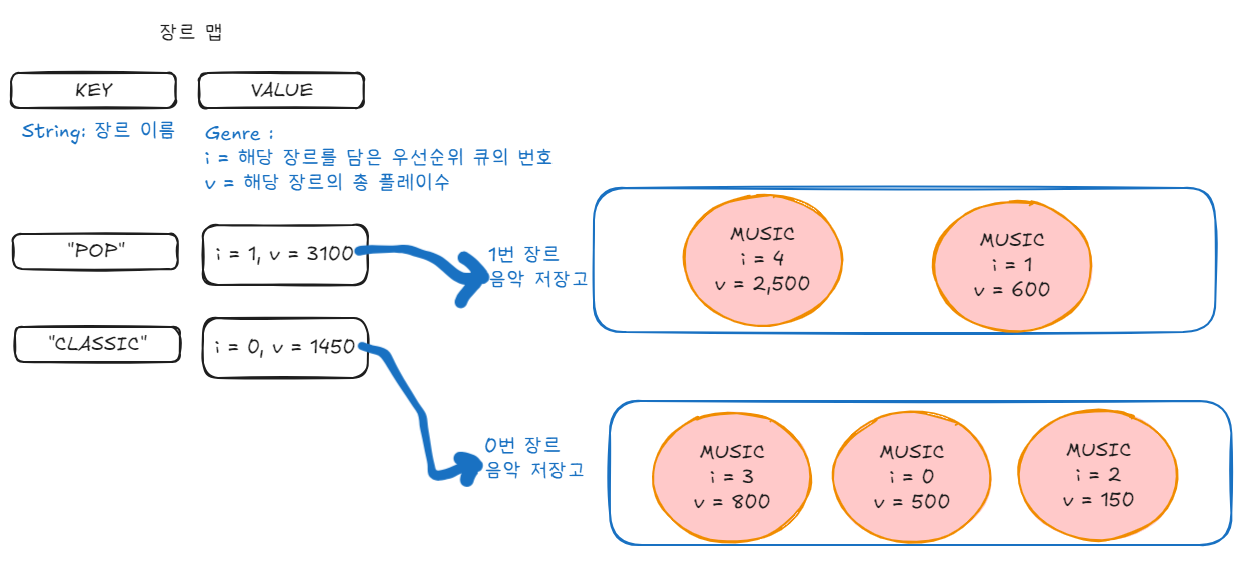 장르 맵
KEY
VALUE
String: 장르 이름
Genre :
i = 해당 장르를 담은 우선순위 큐의 번호
v = 해당 장르의 총 플레이수
"POP"
i = 1, v = 3100
1번 장르
음악 저장고
MUSIC
i = 4
v = 2,500
MUSIC
i = 1
v = 600
"CLASSIC"
i = 0, v = 1450
0번 장르
음악 저장고
MUSIC
i = 3
v = 800
MUSIC
i = 0
v = 500
MUSIC
i = 2
v = 150